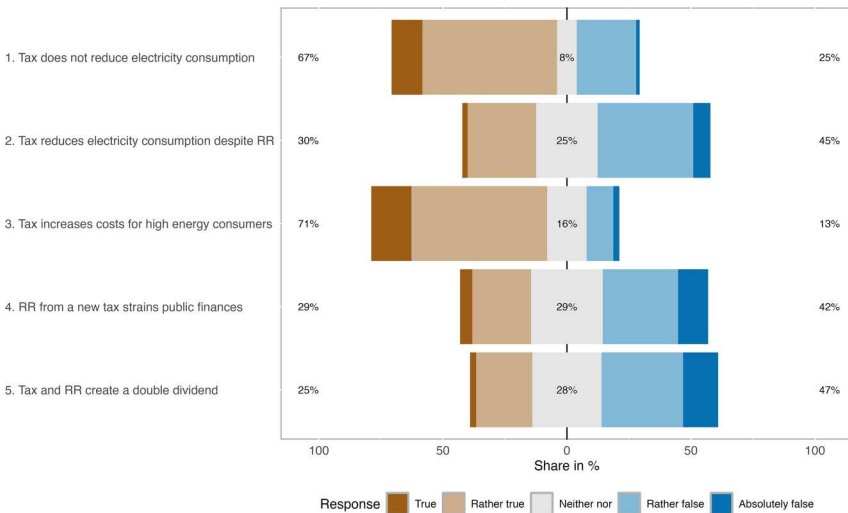 1. Tax does not reduce electricity consumption 67% 8% 25%
2. Tax reduces electricity consumption despite RR 30% 25% 45%
3. Tax increases costs for high energy consumers 71% 16% 13%
4. RR from a new tax strains public finances 29% 29% 42%
5. Tax and RR create a double dividend 25% 28% 47%
100 50 0 50 100
Share in %
Response True Rather true Neither nor Rather false Absolutely false